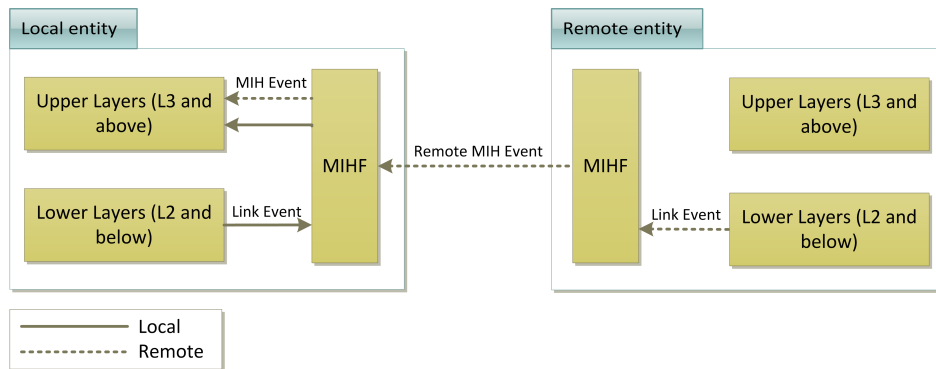 Local entity
Remote entity
MIH Event
Upper Layers (L3 and
above)
Upper Layers (L3 and
above)
Remote MIH Event
MIHF
MIHF
Link Event
Lower Layers (L2 and
below)
Link Event
Lower Layers (L2 and
below)
Local
Remote